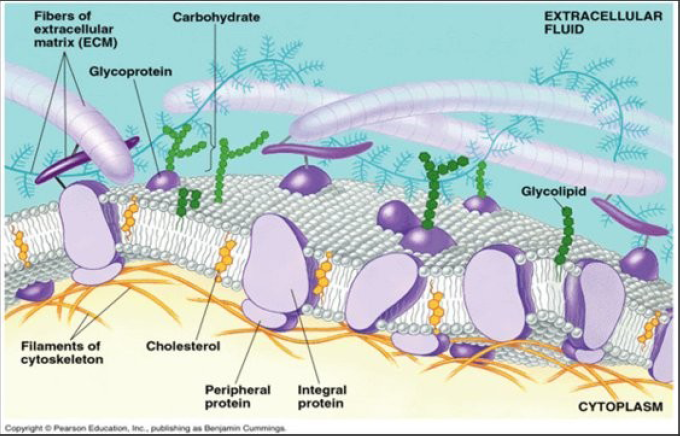 Fibers of
extracellular
matrix (ECM)
Carbohydrate
EXTRACELLULAR
FLUID
Glycoprotein
Glycolipid
Filaments of
cytoskeleton
Cholesterol
Peripheral
protein
Integral
protein
CYTOPLASM
Copyright © Pearson Education, Inc., publishing as Benjamin Cummings.